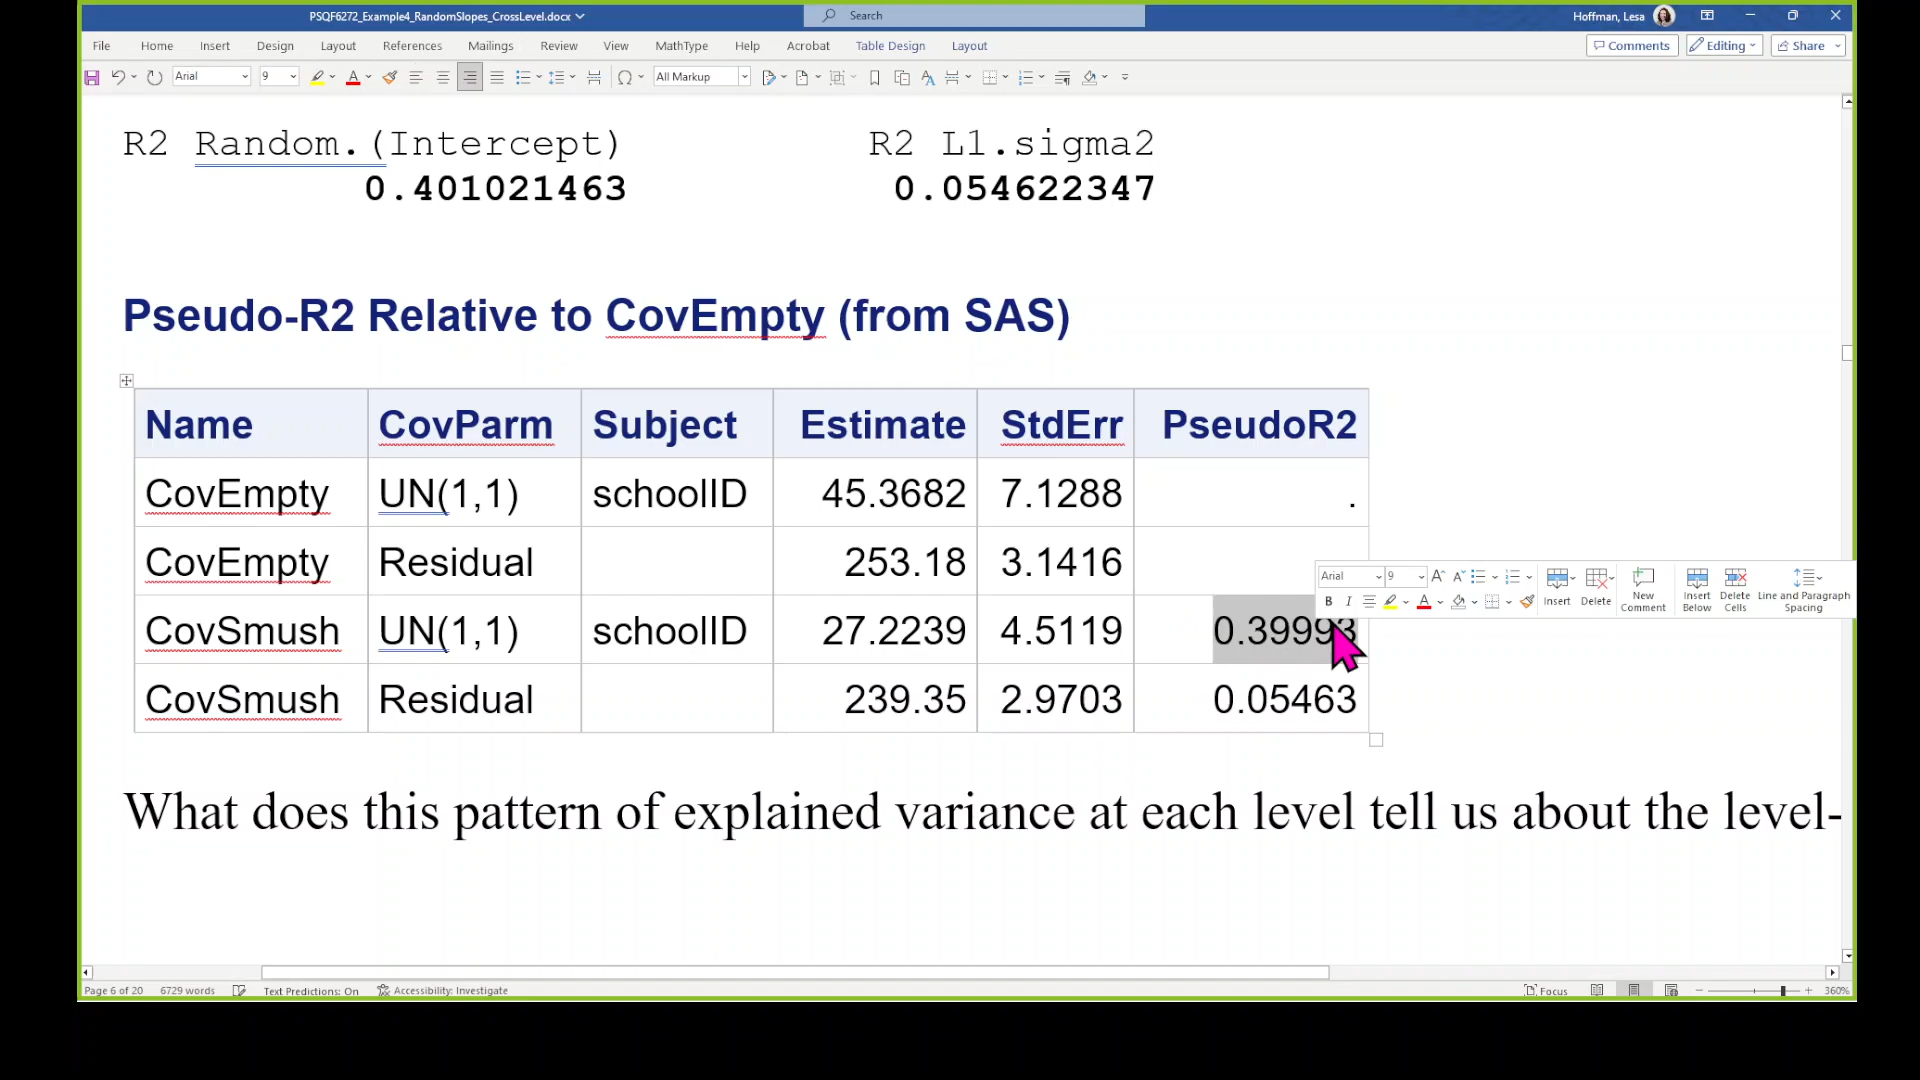 PSQF6272_Example4_RandomSlopes_CrossLevel.docx
Search
Hoffman, Lesa
File Home Insert Design Layout References Mailings Review View MathType Help Acrobat Table Design Layout
Comments Editing Share
Arial 9 All Markup
R2 Random.(Intercept) R2 L1.sigma2
0.401021463 0.054622347
Pseudo-R2 Relative to CovEmpty (from SAS)
Name CovParm Subject Estimate StdErr PseudoR2
CovEmpty UN(1,1) schoolID 45.3682 7.1288 .
CovEmpty Residual 253.18 3.1416
CovSmush UN(1,1) schoolID 27.2239 4.5119 0.39993
CovSmush Residual 239.35 2.9703 0.05463
Arial 9
B I
Insert Delete
New Comment
Insert Below
Delete Cells
Line and Paragraph Spacing
What does this pattern of explained variance at each level tell us about the level-
Page 6 of 20 6729 words Text Predictions: On Accessibility: Investigate Focus 360%